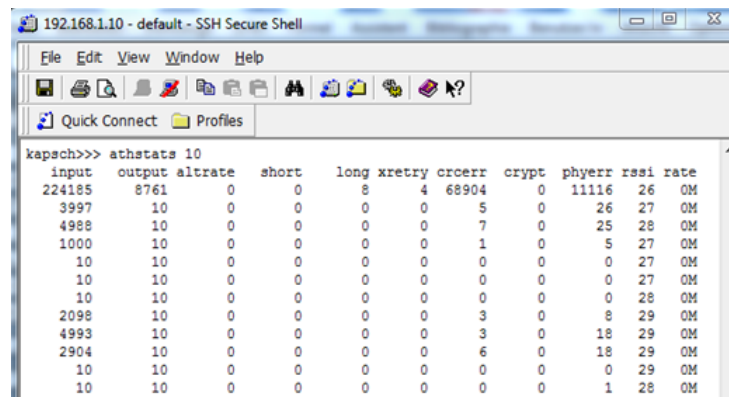 192.168.1.10 - default - SSH Secure Shell
File Edit View Window Help
Quick Connect Profiles
kapsch>>> athstats 10
input output altrate short long xretry crcerr crypt phyerr rssi rate
224185 8761 0 0 8 4 68904 0 11116 26 0M
3997 10 0 0 0 0 5 0 26 27 0M
4988 10 0 0 0 0 7 0 25 28 0M
1000 10 0 0 0 0 1 0 5 27 0M
10 10 0 0 0 0 0 0 0 27 0M
10 10 0 0 0 0 0 0 0 27 0M
10 10 0 0 0 0 0 0 0 28 0M
2098 10 0 0 0 0 3 0 8 29 0M
4993 10 0 0 0 0 3 0 18 29 0M
2904 10 0 0 0 0 6 0 18 29 0M
10 10 0 0 0 0 0 0 0 29 0M
10 10 0 0 0 0 0 0 1 28 0M